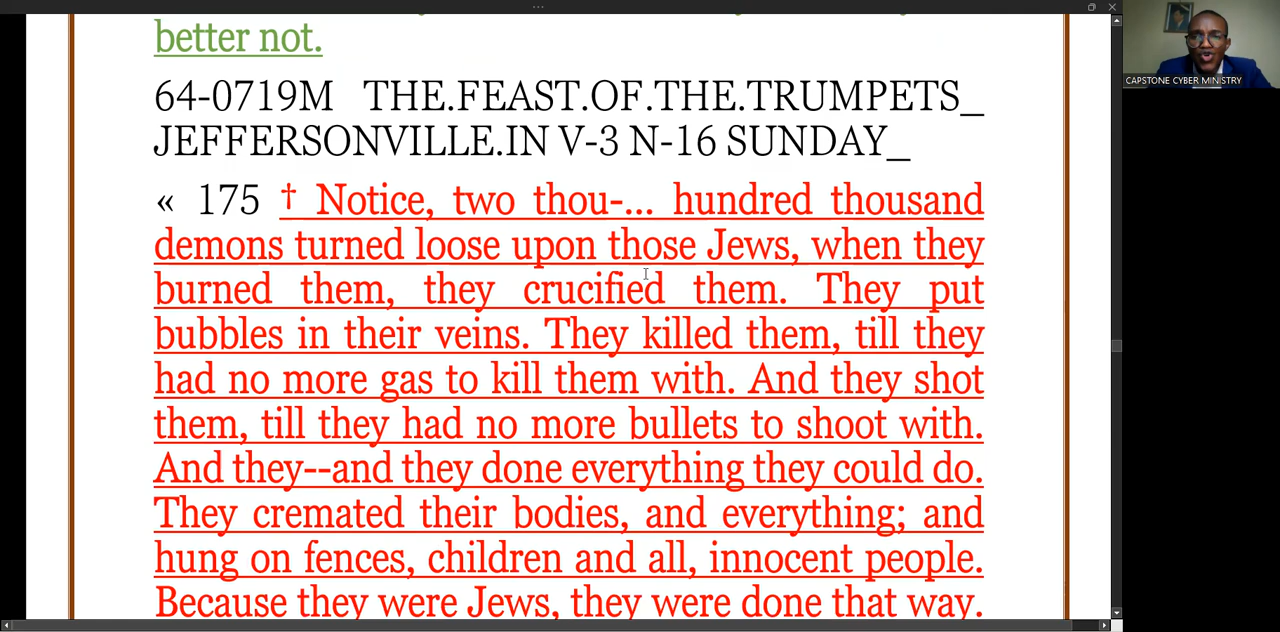 better not.
64-0719M THE.FEAST.OF.THE.TRUMPETS_
JEFFERSONVILLE.IN V-3 N-16 SUNDAY_
« 175 † Notice, two thou-... hundred thousand
demons turned loose upon those Jews, when they
burned them, they crucified them. They put
bubbles in their veins. They killed them, till they
had no more gas to kill them with. And they shot
them, till they had no more bullets to shoot with.
And they--and they done everything they could do.
They cremated their bodies, and everything; and
hung on fences, children and all, innocent people.
Because they were Jews, they were done that way.
CAPSTONE CYBER MINISTRY